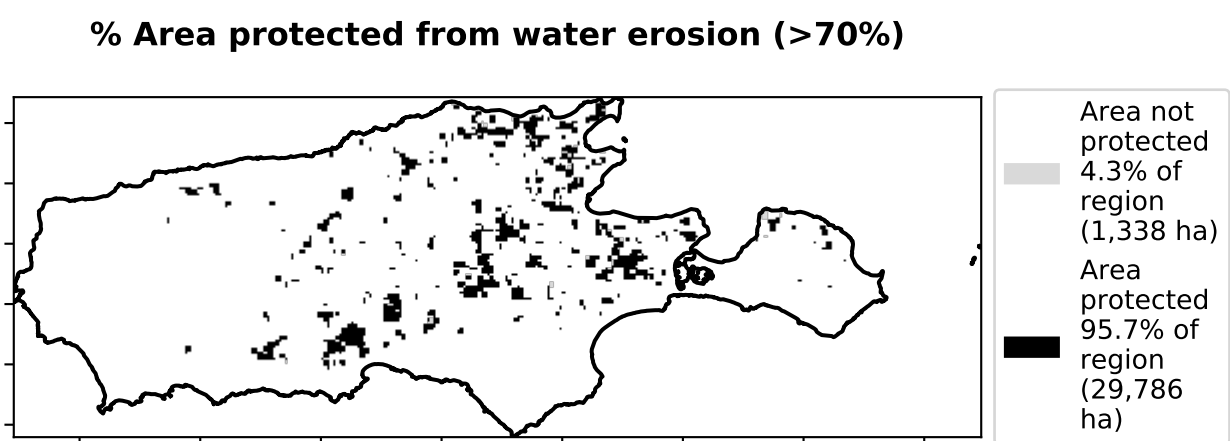 % Area protected from water erosion (>70%)
Area not
protected
4.3% of
region
(1,338 ha)
Area
protected
95.7% of
region
(29,786
ha)